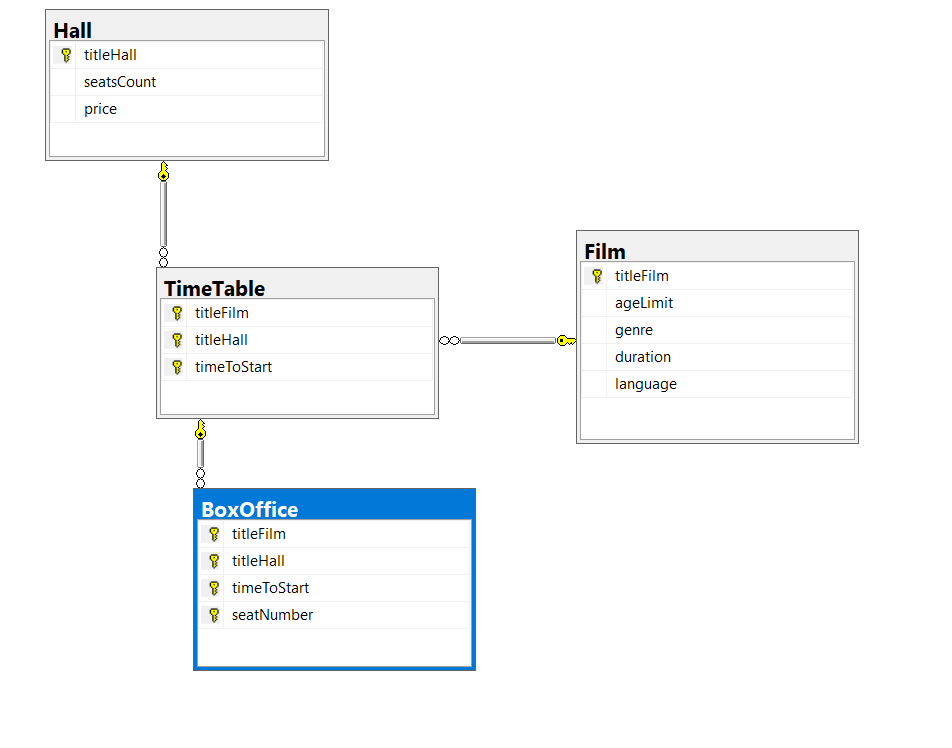 Hall
titleHall
seatsCount
price
TimeTable
titleFilm
titleHall
timeToStart
Film
titleFilm
ageLimit
genre
duration
language
BoxOffice
titleFilm
titleHall
timeToStart
seatNumber